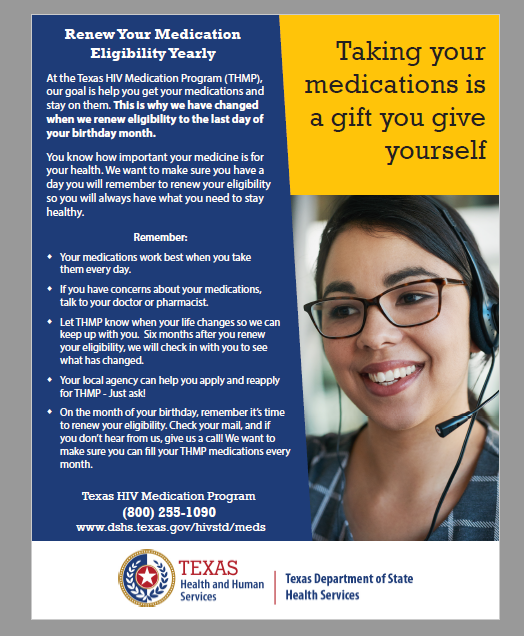 Renew Your Medication
Eligibility Yearly
At the Texas HIV Medication Program (THMP),
our goal is help you get your medications and
stay on them. This is why we have changed
when we renew eligibility to the last day of
your birthday month.
You know how important your medicine is for
your health. We want to make sure you have a
day you will remember to renew your eligibility
so you will always have what you need to stay
healthy.
Remember:
Your medications work best when you take
them every day.
If you have concerns about your medications,
talk to your doctor or pharmacist.
Let THMP know when your life changes so we can
keep up with you. Six months after you renew
your eligibility, we will check in with you to see
what has changed.
Your local agency can help you apply and reapply
for THMP - Just ask!
On the month of your birthday, remember it's time
to renew your eligibility. Check your mail, and if
you don't hear from us, give us a call! We want to
make sure you can fill your THMP medications every
month.
Texas HIV Medication Program
(800) 255-1090
www.dshs.texas.gov/hivstd/meds
Taking your
medications is
a gift you give
yourself
TEXAS
Health and Human
Services
Texas Department of State
Health Services